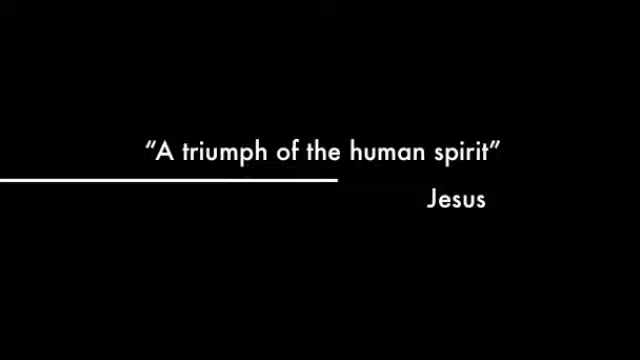 “A triumph of the human spirit”
Jesus